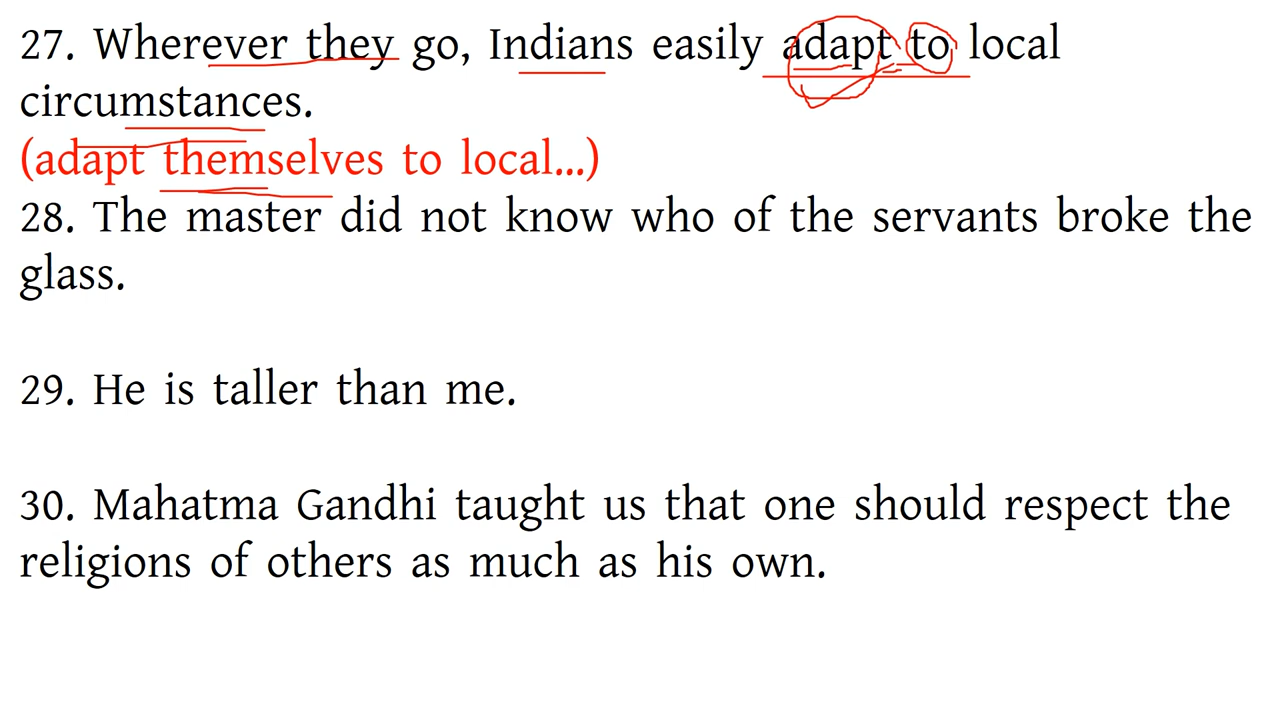 27. Wherever they go, Indians easily adapt to local
circumstances.
(adapt themselves to local...)
28. The master did not know who of the servants broke the
glass.
29. He is taller than me.
30. Mahatma Gandhi taught us that one should respect the
religions of others as much as his own.